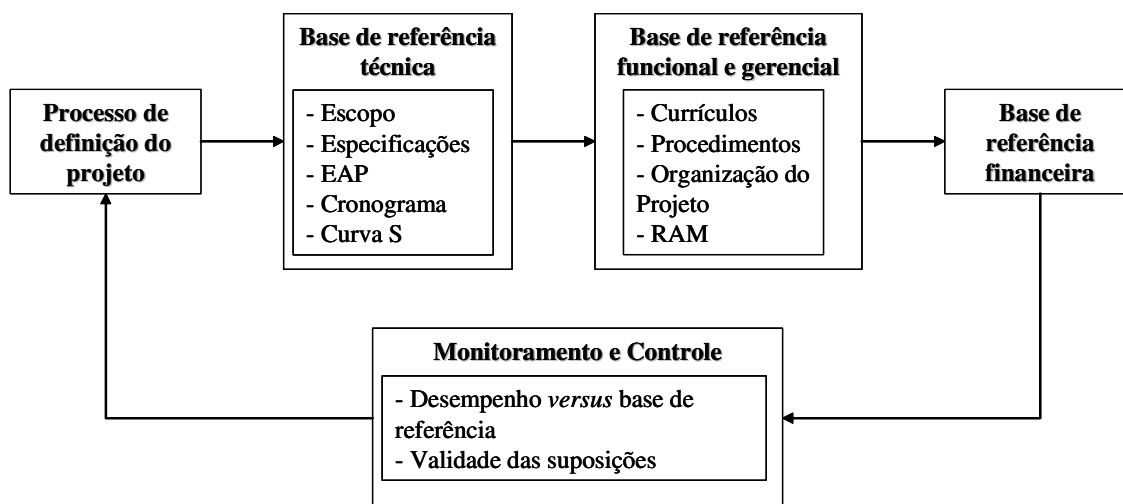 Processo de
definição do
projeto
Base de referência
técnica
- Escopo
- Especificações
- EAP
- Cronograma
- Curva S
Base de referência
funcional e gerencial
- Currículos
- Procedimentos
- Organização do
Projeto
- RAM
Base de
referência
financeira
Monitoramento e Controle
- Desempenho versus base de
referência
- Validade das suposições